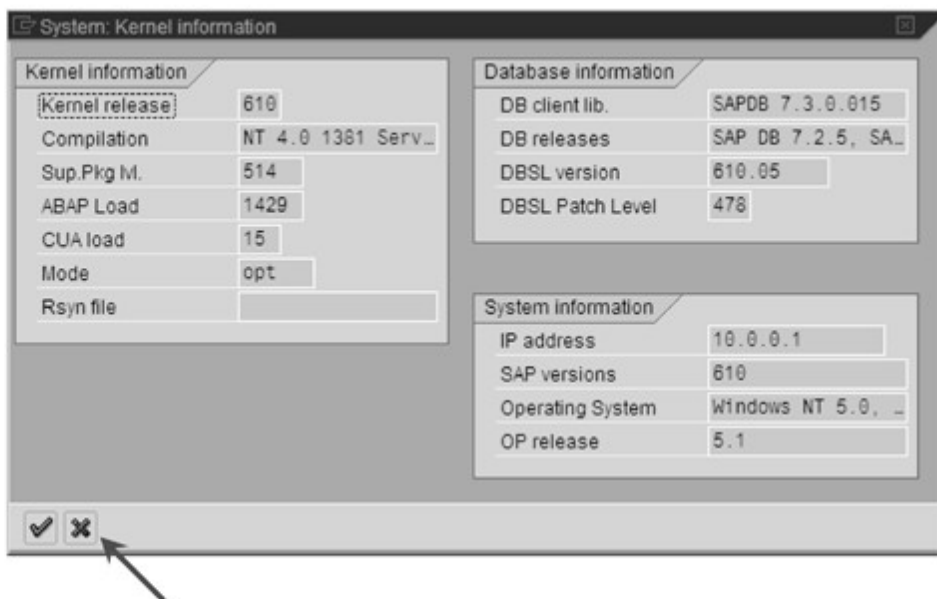 System: Kernel information
Kernel information
Kernel release 610
Compilation NT 4.0 1381 Serv…
Sup.Pkg lvl. 514
ABAP Load 1429
CUA load 15
Mode opt
Rsyn file
Database information
DB client lib. SAPDB 7.3.0.015
DB releases SAP DB 7.2.5, SA…
DBSL version 610.05
DBSL Patch Level 478
System information
IP address 10.0.0.1
SAP versions 610
Operating System Windows NT 5.0, …
OP release 5.1